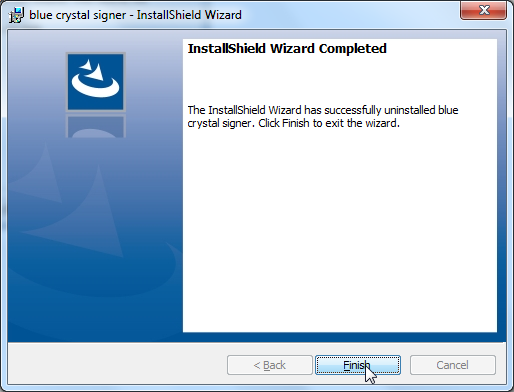 blue crystal signer - InstallShield Wizard
InstallShield Wizard Completed
The InstallShield Wizard has successfully uninstalled blue
crystal signer. Click Finish to exit the wizard.
< Back
Finish
Cancel